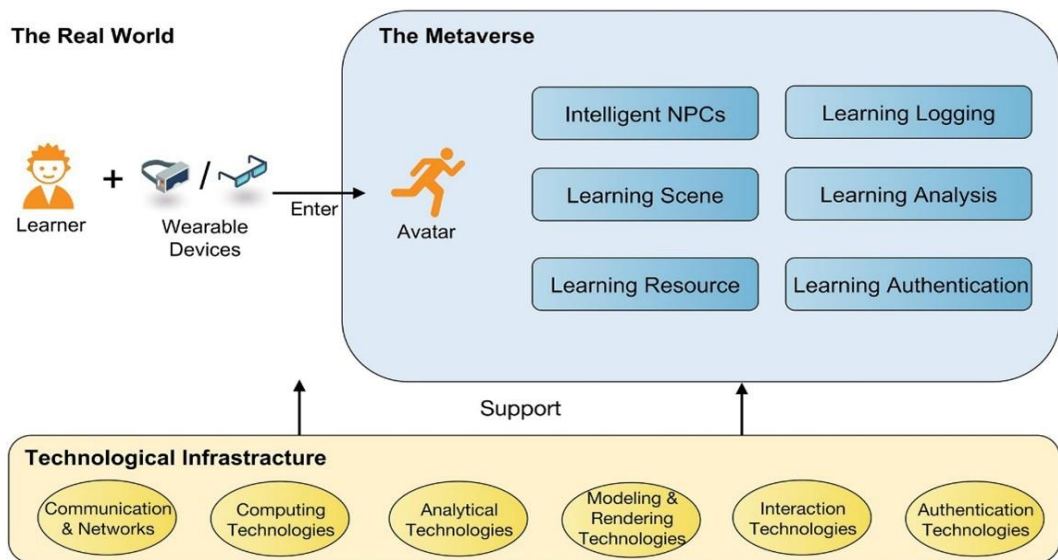 The Real World
The Metaverse
Intelligent NPCs
Learning Logging
Learner
+
/
Wearable
Devices
Enter
Avatar
Learning Scene
Learning Analysis
Learning Resource
Learning Authentication
Support
Technological Infrastracture
Communication
& Networks
Computing
Technologies
Analytical
Technologies
Modeling &
Rendering
Technologies
Interaction
Technologies
Authentication
Technologies